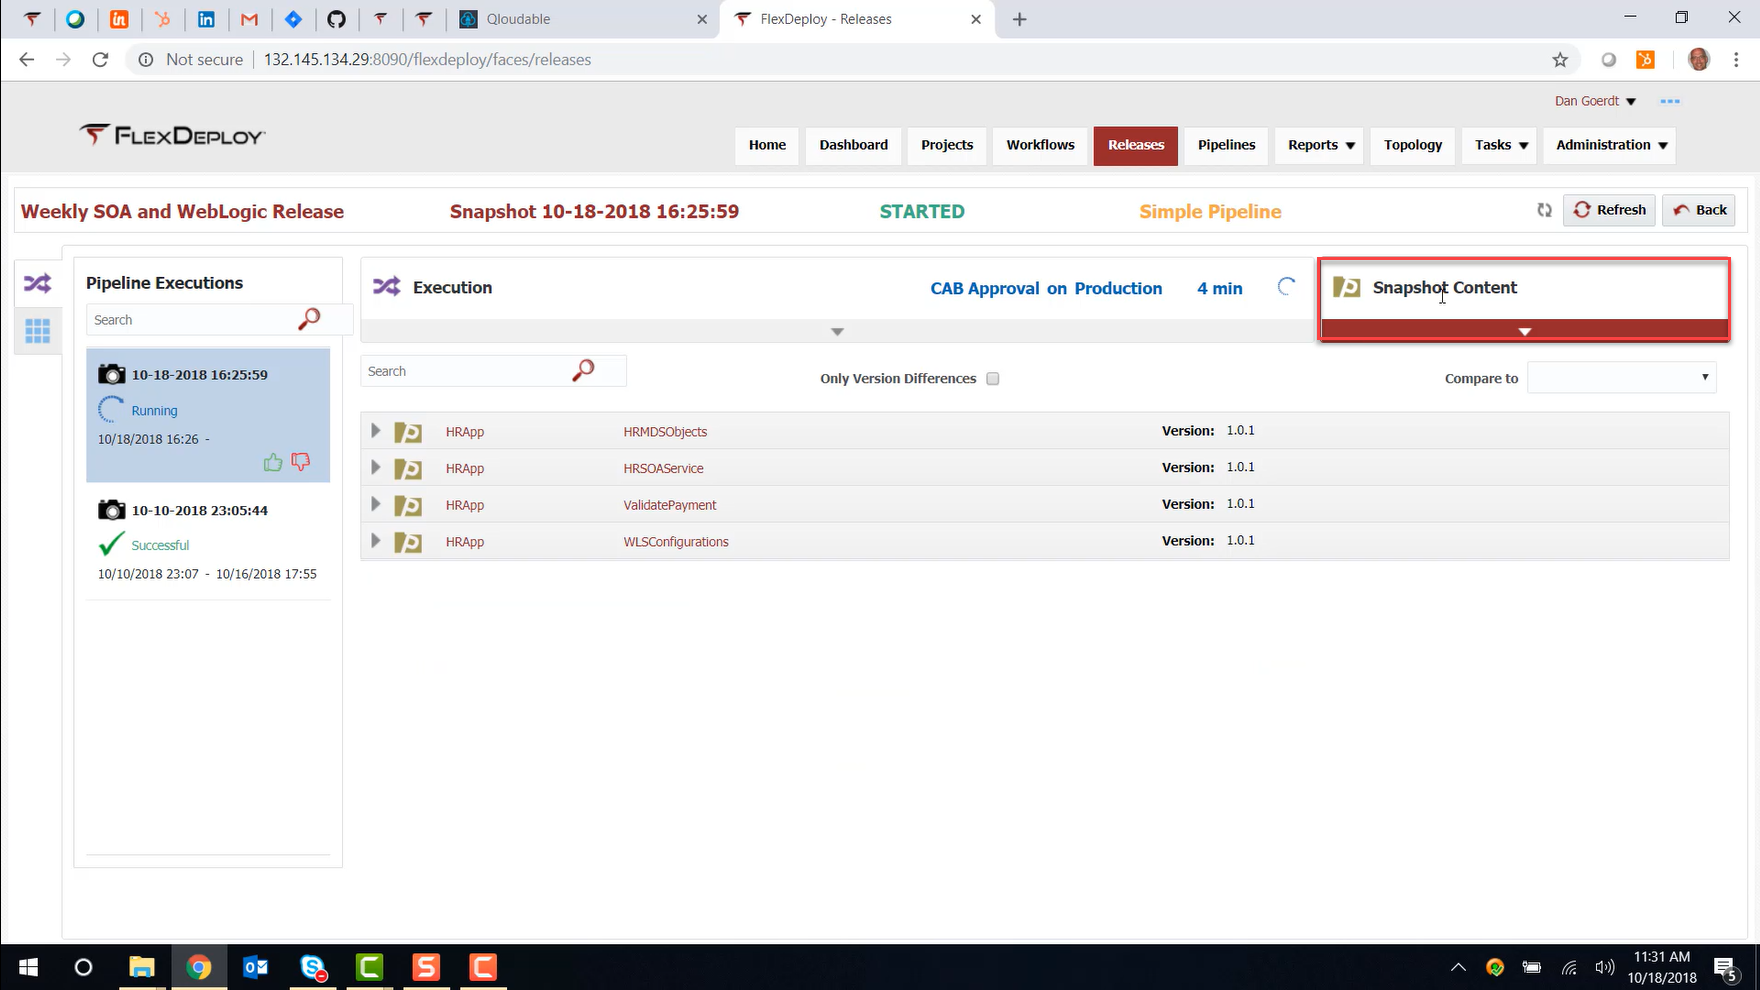 Qloudable
FlexDeploy - Releases
Not secure 132.145.134.29:8090/flexdeploy/faces/releases
Dan Goerdt
FLEXDEPLOY
Home Dashboard Projects Workflows Releases Pipelines Reports Topology Tasks Administration
Weekly SOA and WebLogic Release Snapshot 10-18-2018 16:25:59 STARTED Simple Pipeline Refresh Back
Pipeline Executions
Search
10-18-2018 16:25:59
Running
10/18/2018 16:26 -
10-10-2018 23:05:44
Successful
10/10/2018 23:07 - 10/16/2018 17:55
Execution CAB Approval on Production 4 min
Snapshot Content
Search Only Version Differences Compare to
HRApp HRMDSObjects Version: 1.0.1
HRApp HRSOAService Version: 1.0.1
HRApp ValidatePayment Version: 1.0.1
HRApp WLSConfigurations Version: 1.0.1
11:31 AM
10/18/2018
5